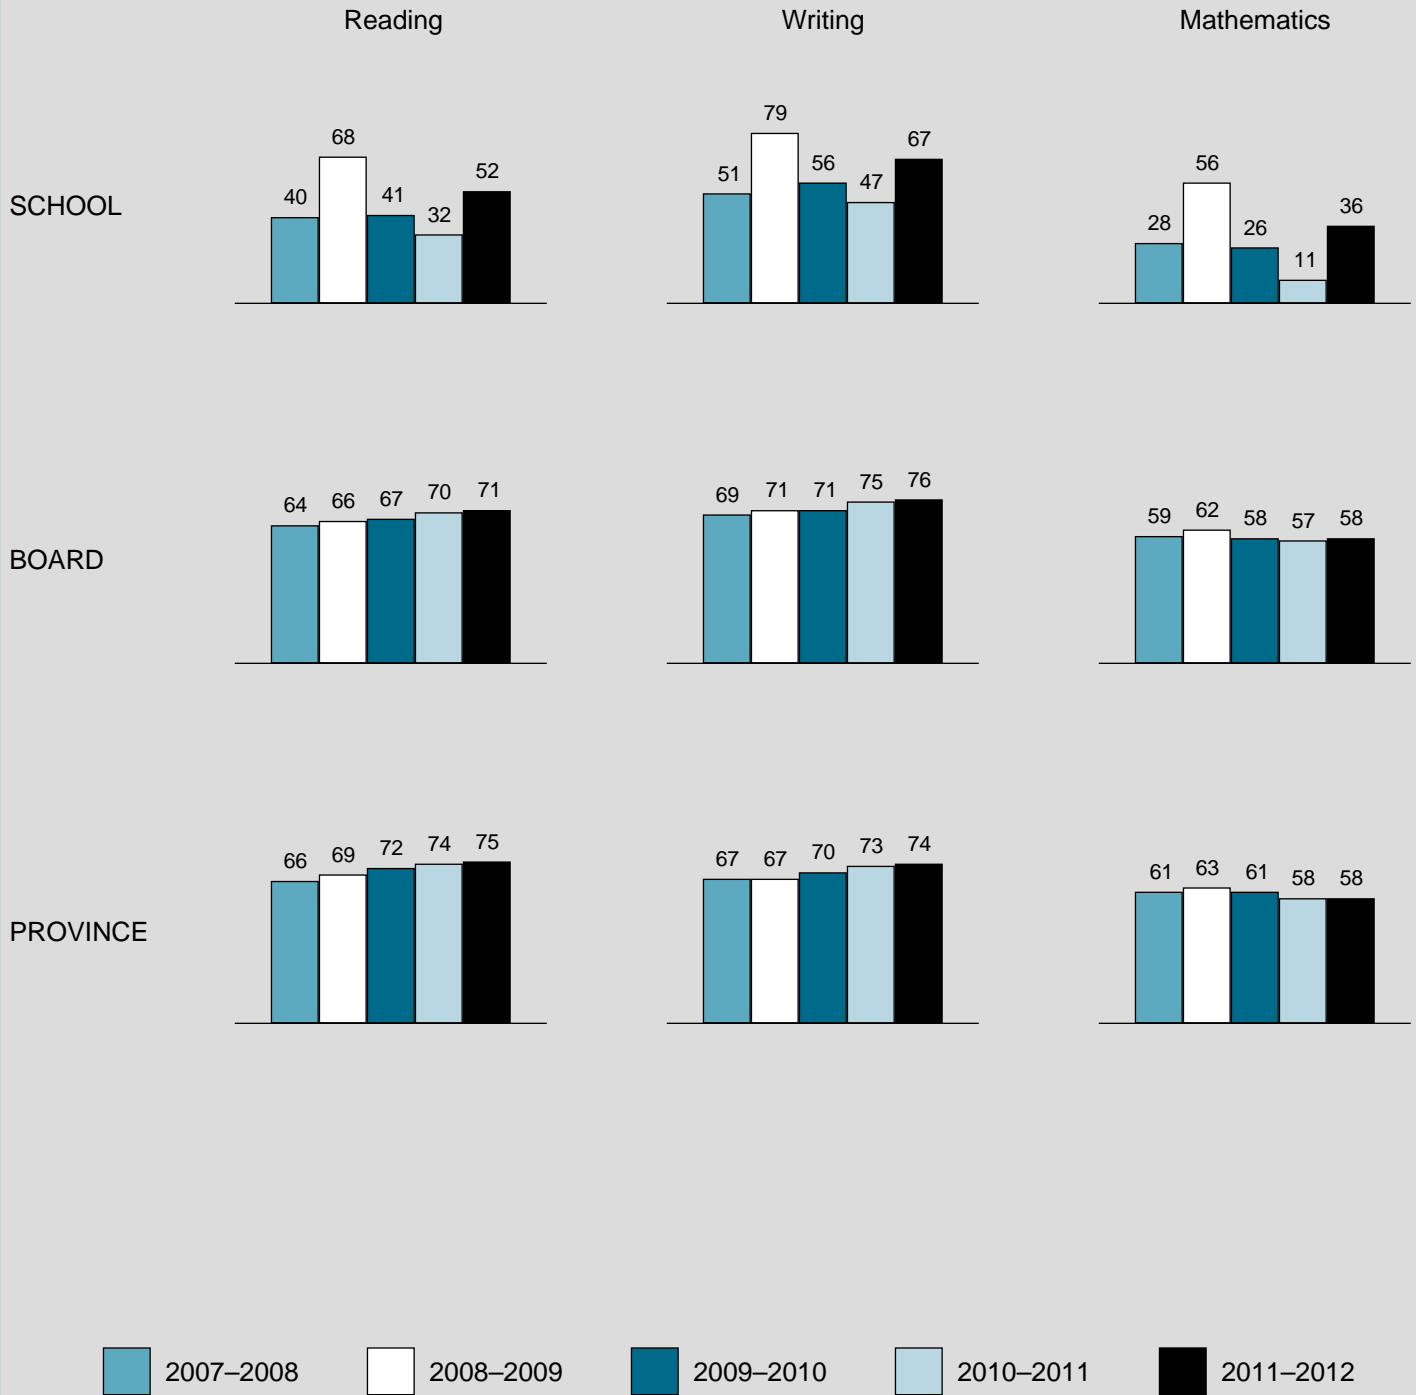 Reading Writing Mathematics
SCHOOL
40 68 41 32 52
51 79 56 47 67
28 56 26 11 36
BOARD
64 66 67 70 71
69 71 71 75 76
59 62 58 57 58
PROVINCE
66 69 72 74 75
67 67 70 73 74
61 63 61 58 58
2007–2008 2008–2009 2009–2010 2010–2011 2011–2012